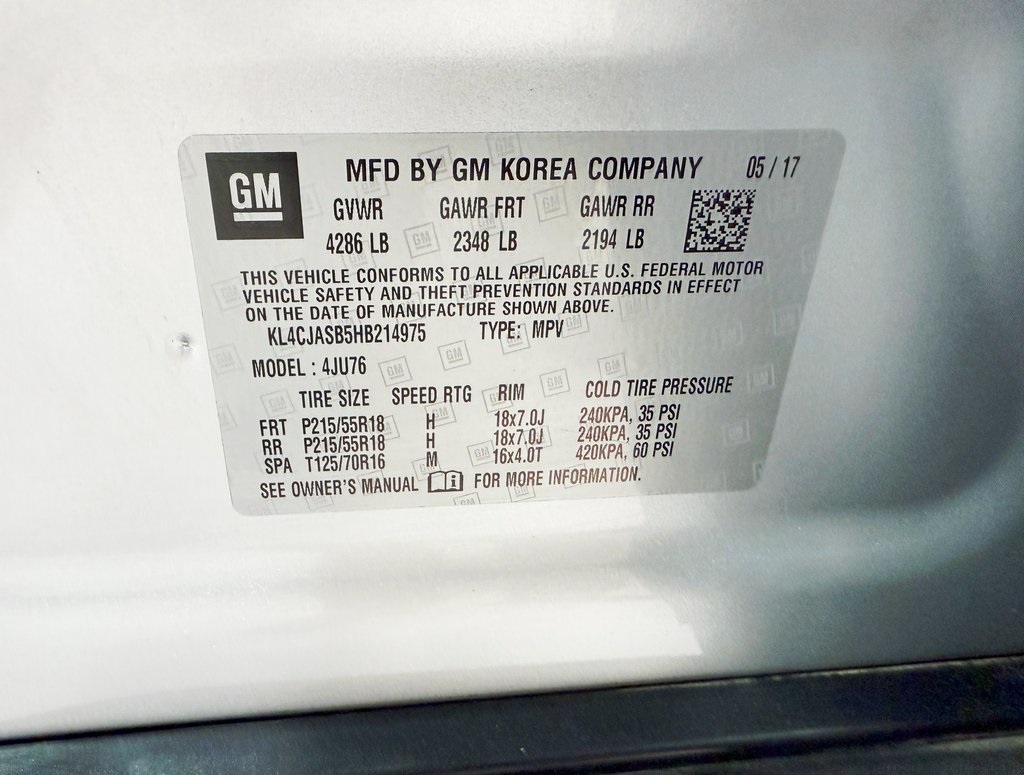 GM
MFD BY GM KOREA COMPANY 05 / 17
GVWR GAWR FRT GAWR RR
4286 LB 2348 LB 2194 LB
THIS VEHICLE CONFORMS TO ALL APPLICABLE U.S. FEDERAL MOTOR
VEHICLE SAFETY AND THEFT PREVENTION STANDARDS IN EFFECT
ON THE DATE OF MANUFACTURE SHOWN ABOVE.
KL4CJASB5HB214975 TYPE: MPV
MODEL : 4JU76
TIRE SIZE SPEED RTG RIM COLD TIRE PRESSURE
FRT P215/55R18 H 18x7.0J 240KPA, 35 PSI
RR P215/55R18 H 18x7.0J 240KPA, 35 PSI
SPA T125/70R16 M 16x4.0T 420KPA, 60 PSI
SEE OWNER'S MANUAL i FOR MORE INFORMATION.